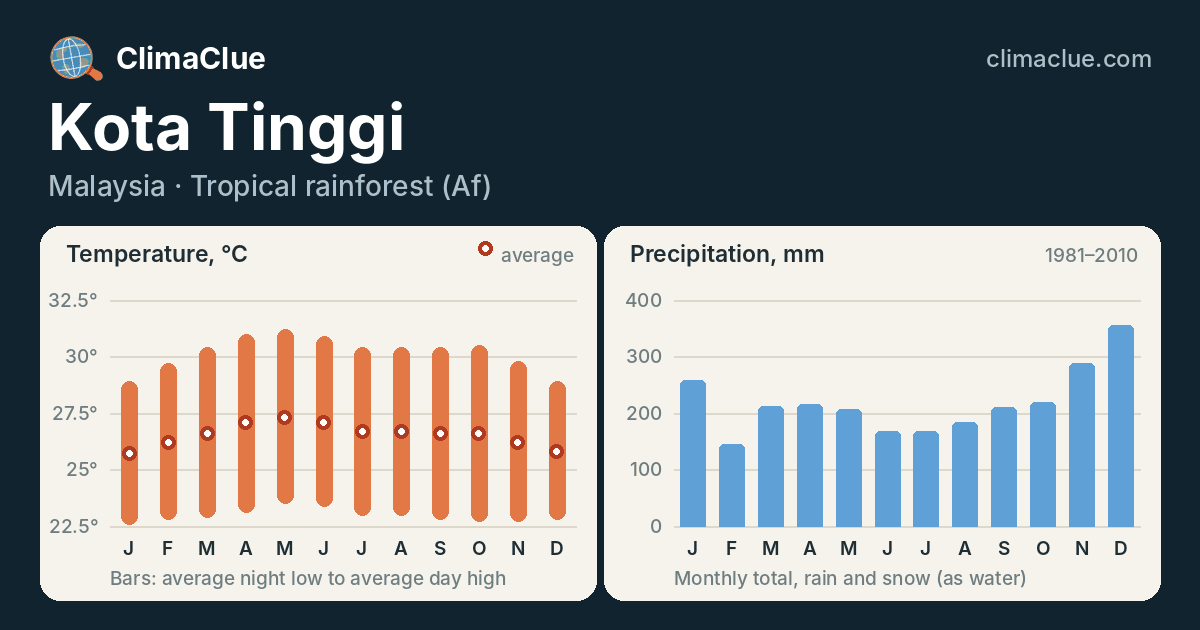 ClimaClue
climaclue.com
Kota Tinggi
Malaysia · Tropical rainforest (Af)
Temperature, °C
average
32.5°
30°
27.5°
25°
22.5°
J F M A M J J A S O N D
Bars: average night low to average day high
Precipitation, mm
1981–2010
400
300
200
100
0
J F M A M J J A S O N D
Monthly total, rain and snow (as water)